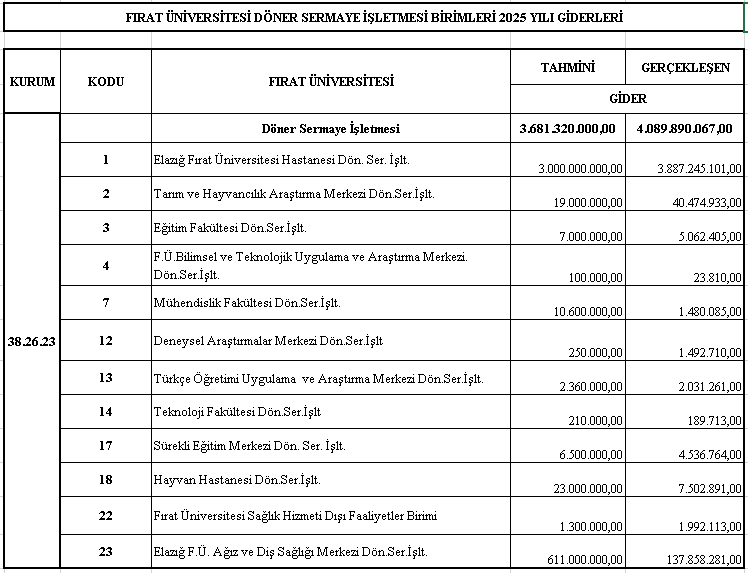 FIRAT ÜNİVERSİTESİ DÖNER SERMAYE İŞLETMESİ BİRİMLERİ 2025 YILI GİDERLERİ
KURUM KODU FIRAT ÜNİVERSİTESİ TAHMİNİ GERÇEKLEŞEN
GİDER
Döner Sermaye İşletmesi 3.681.320.000,00 4.089.890.067,00
1 Elazığ Fırat Üniversitesi Hastanesi Dön. Ser. İşlt. 3.000.000.000,00 3.887.245.101,00
2 Tarım ve Hayvancılık Araştırma Merkezi Dön.Ser.İşlt. 19.000.000,00 40.474.933,00
3 Eğitim Fakültesi Dön.Ser.İşlt. 7.000.000,00 5.062.405,00
4 F.Ü.Bilimsel ve Teknolojik Uygulama ve Araştırma Merkezi.
Dön.Ser.İşlt. 100.000,00 23.810,00
7 Mühendislik Fakültesi Dön.Ser.İşlt. 10.600.000,00 1.480.085,00
38.26.23 12 Deneysel Araştırmalar Merkezi Dön.Ser.İşlt 250.000,00 1.492.710,00
13 Türkçe Öğretimi Uygulama ve Araştırma Merkezi Dön.Ser.İşlt. 2.360.000,00 2.031.261,00
14 Teknoloji Fakültesi Dön.Ser.İşlt 210.000,00 189.713,00
17 Sürekli Eğitim Merkezi Dön. Ser. İşlt. 6.500.000,00 4.536.764,00
18 Hayvan Hastanesi Dön.Ser.İşlt. 23.000.000,00 7.502.891,00
22 Fırat Üniversitesi Sağlık Hizmeti Dışı Faaliyetler Birimi 1.300.000,00 1.992.113,00
23 Elazığ F.Ü. Ağız ve Diş Sağlığı Merkezi Dön.Ser.İşlt. 611.000.000,00 137.858.281,00